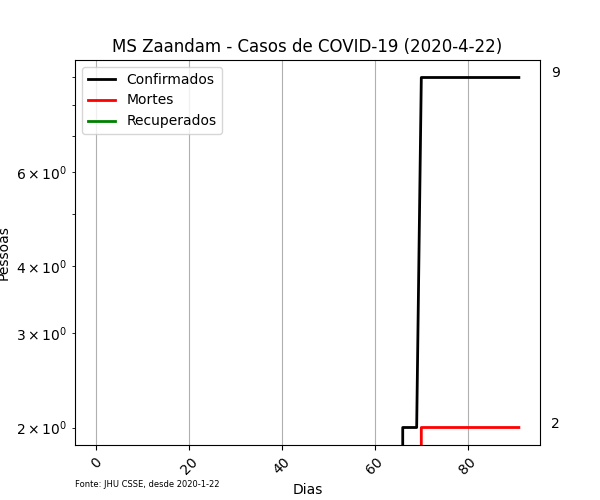 MS Zaandam - Casos de COVID-19 (2020-4-22)
Confirmados
Mortes
Recuperados
9
6 × 10⁰
4 × 10⁰
3 × 10⁰
2 × 10⁰
2
Pessoas
0
20
40
60
80
Dias
Fonte: JHU CSSE, desde 2020-1-22